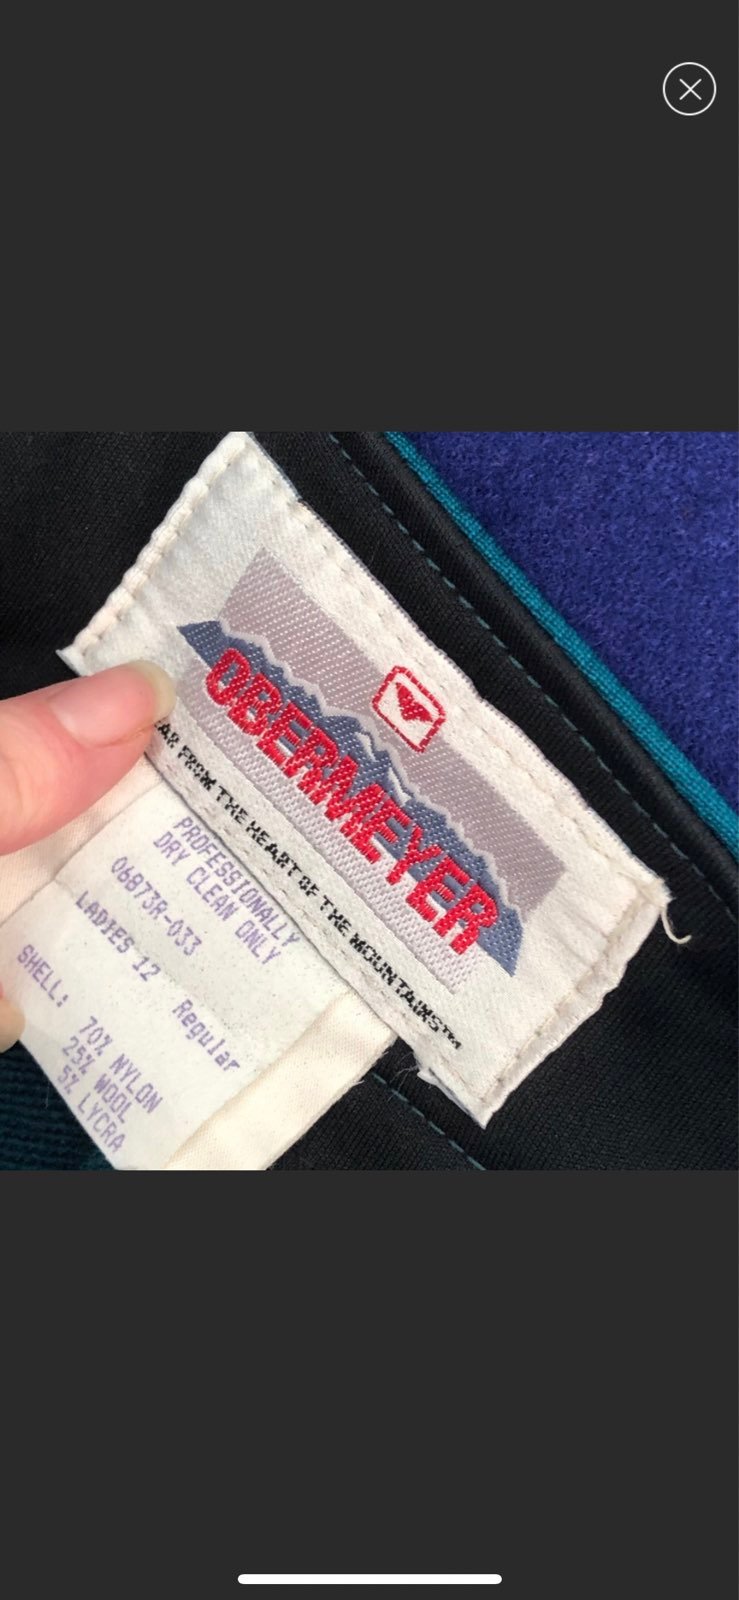 OBERMEYER
FROM THE HEART OF THE MOUNTAINS™
PROFESSIONALLY
DRY CLEAN ONLY
06873R-033
LADIES 12 Regular
SHELL: 70% NYLON
25% WOOL
5% LYCRA